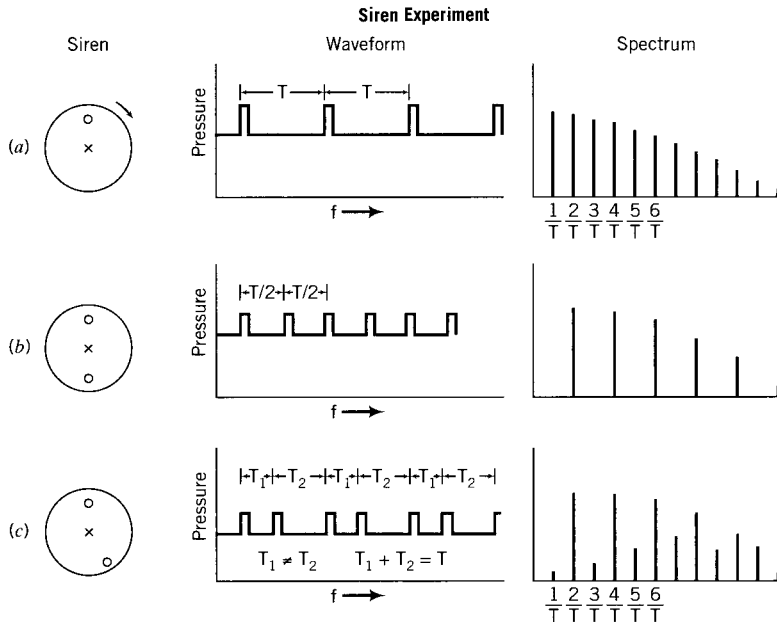 Siren Experiment
Siren Waveform Spectrum
(a)
Pressure
T T
f
1/T 2/T 3/T 4/T 5/T 6/T
(b)
Pressure
T/2 T/2
f
(c)
Pressure
T₁ T₂ T₁ T₂ T₁ T₂
T₁ ≠ T₂ T₁ + T₂ = T
f
1/T 2/T 3/T 4/T 5/T 6/T